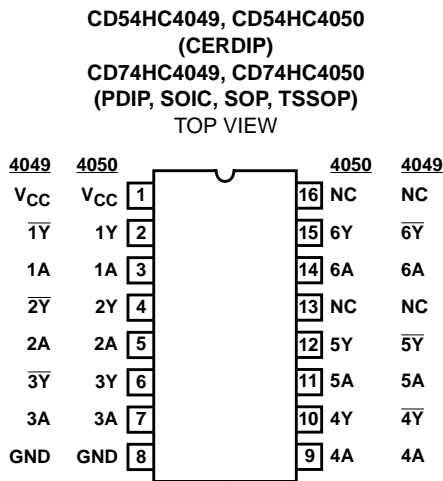 CD54HC4049, CD54HC4050
(CERDIP)
CD74HC4049, CD74HC4050
(PDIP, SOIC, SOP, TSSOP)
TOP VIEW
4049 4050 4050 4049
VCC VCC 1 16 NC NC
1Y̅ 1Y 2 15 6Y 6Y̅
1A 1A 3 14 6A 6A
2Y̅ 2Y 4 13 NC NC
2A 2A 5 12 5Y 5Y̅
3Y̅ 3Y 6 11 5A 5A
3A 3A 7 10 4Y 4Y̅
GND GND 8 9 4A 4A